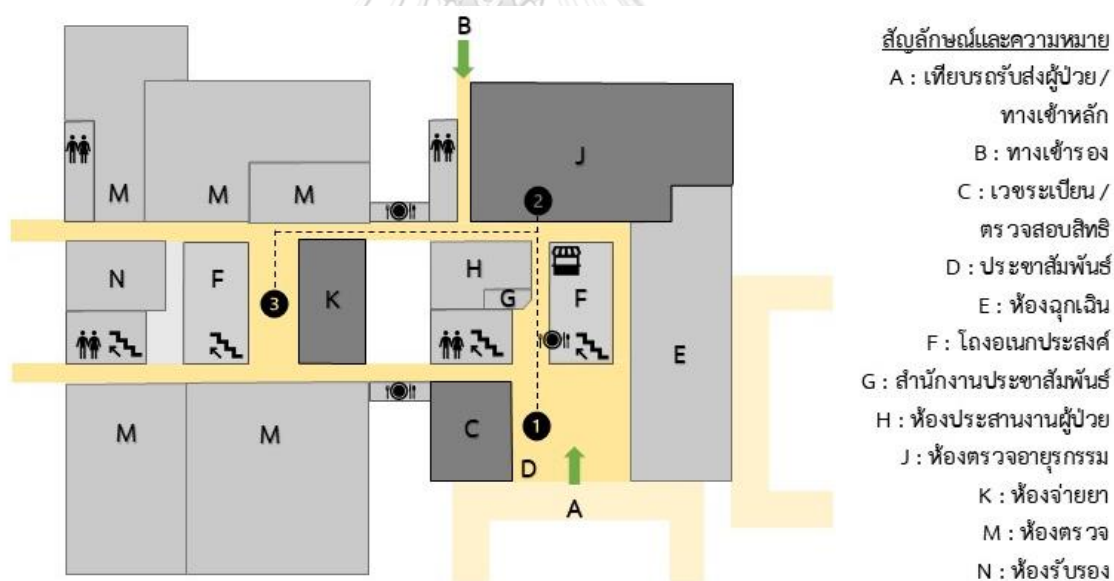 B
J
M
M
M
2
N
F
3
K
H
G
F
E
M
M
C
1
D
A
สัญลักษณ์และความหมาย
A : เทียบรถรับส่งผู้ป่วย /
ทางเข้าหลัก
B : ทางเข้ารอง
C : เวชระเบียน /
ตรวจสอบสิทธิ
D : ประชาสัมพันธ์
E : ห้องฉุกเฉิน
F : โถงอเนกประสงค์
G : สำนักงานประชาสัมพันธ์
H : ห้องประสานงานผู้ป่วย
J : ห้องตรวจอายุรกรรม
K : ห้องจ่ายยา
M : ห้องตรวจ
N : ห้องรับรอง